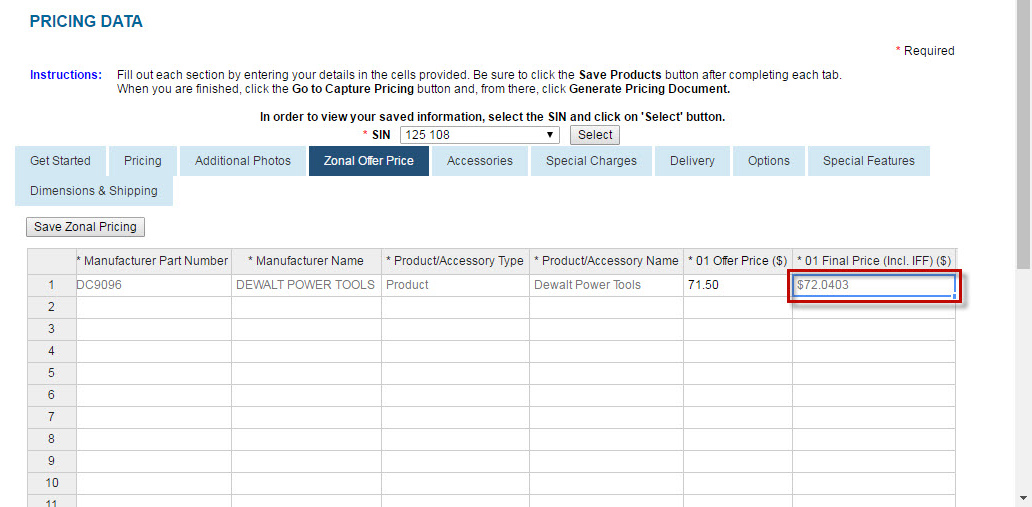 PRICING DATA
* Required
Instructions: Fill out each section by entering your details in the cells provided. Be sure to click the Save Products button after completing each tab.
When you are finished, click the Go to Capture Pricing button and, from there, click Generate Pricing Document.
In order to view your saved information, select the SIN and click on 'Select' button.
* SIN 125 108 Select
Get Started Pricing Additional Photos Zonal Offer Price Accessories Special Charges Delivery Options Special Features
Dimensions & Shipping
Save Zonal Pricing
* Manufacturer Part Number * Manufacturer Name * Product/Accessory Type * Product/Accessory Name * 01 Offer Price ($) * 01 Final Price (Incl. IFF) ($)
1 DC9096 DEWALT POWER TOOLS Product Dewalt Power Tools 71.50 $72.0403
2
3
4
5
6
7
8
9
10
11